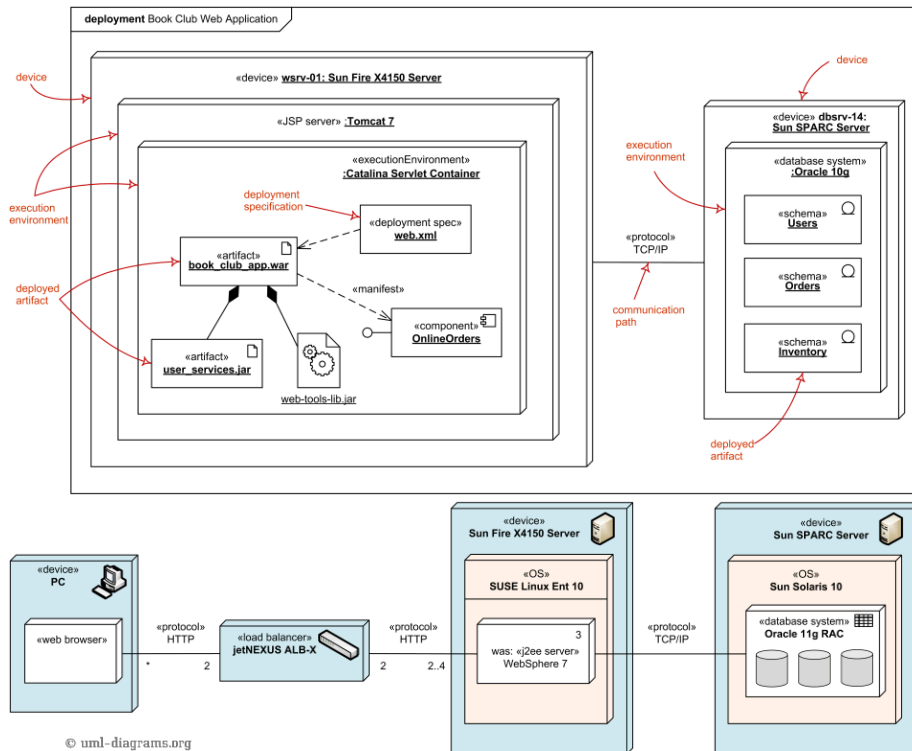 deployment Book Club Web Application
device
«device» wsrv-01: Sun Fire X4150 Server
«JSP server» :Tomcat 7
«executionEnvironment»
:Catalina Servlet Container
execution
environment
deployment
specification
«deployment spec»
web.xml
«artifact»
book_club_app.war
deployed
artifact
«manifest»
«component»
OnlineOrders
«artifact»
user_services.jar
web-tools-lib.jar
«protocol»
TCP/IP
communication
path
device
«device» dbsrv-14:
Sun SPARC Server
execution
environment
«database system»
:Oracle 10g
«schema»
Users
«schema»
Orders
«schema»
Inventory
deployed
artifact
«device»
PC
«web browser»
«protocol»
HTTP
*
2
«load balancer»
jetNEXUS ALB-X
«protocol»
HTTP
2
2..4
«device»
Sun Fire X4150 Server
«OS»
SUSE Linux Ent 10
3
was: «j2ee server»
WebSphere 7
«protocol»
TCP/IP
«device»
Sun SPARC Server
«OS»
Sun Solaris 10
«database system»
Oracle 11g RAC
© uml-diagrams.org